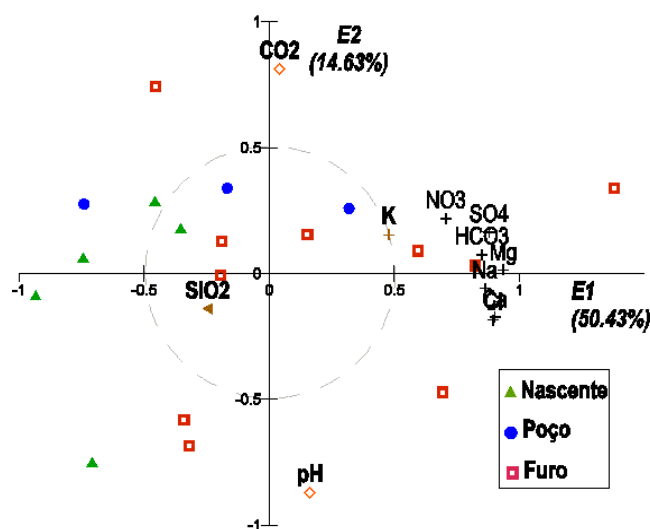 1
E2
CO2
(14.63%)
0.5
NO3
SO4
K
HCO3
Mg
Na
0
-1
-0.5
SIO2
0
0.5
Ca
1
E1
(50.43%)
-0.5
Nascente
Poço
pH
Furo
-1